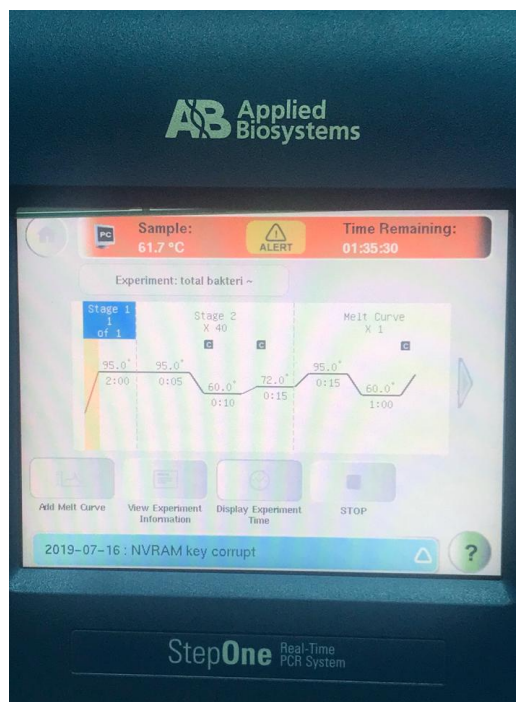 AB Applied
Biosystems
PC
Sample:
61.7 °C
ALERT
Time Remaining:
01:35:30
Experiment: total bakteri ~
Stage 1
1
of 1
Stage 2
X 40
Melt Curve
X 1
C
C
C
95.0°
2:00
95.0°
0:05
60.0°
0:10
72.0°
0:15
95.0°
0:15
60.0°
1:00
Add Melt Curve
View Experiment
Information
Display Experiment
Time
STOP
2019-07-16 : NVRAM key corrupt
?
StepOne Real-Time
PCR System